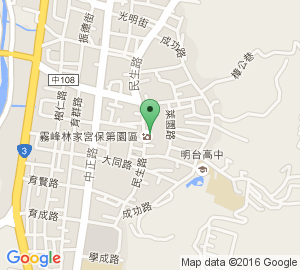 光明街
成功路
振德街
樟公巷
中108
民生路
樹仁路
育群路
萊園路
霧峰林家宮保第園區
3
中正路
大同路
明台高中
育賢路
民生路
成功路
育成路
學成路
Google
Map data ©2016 Google